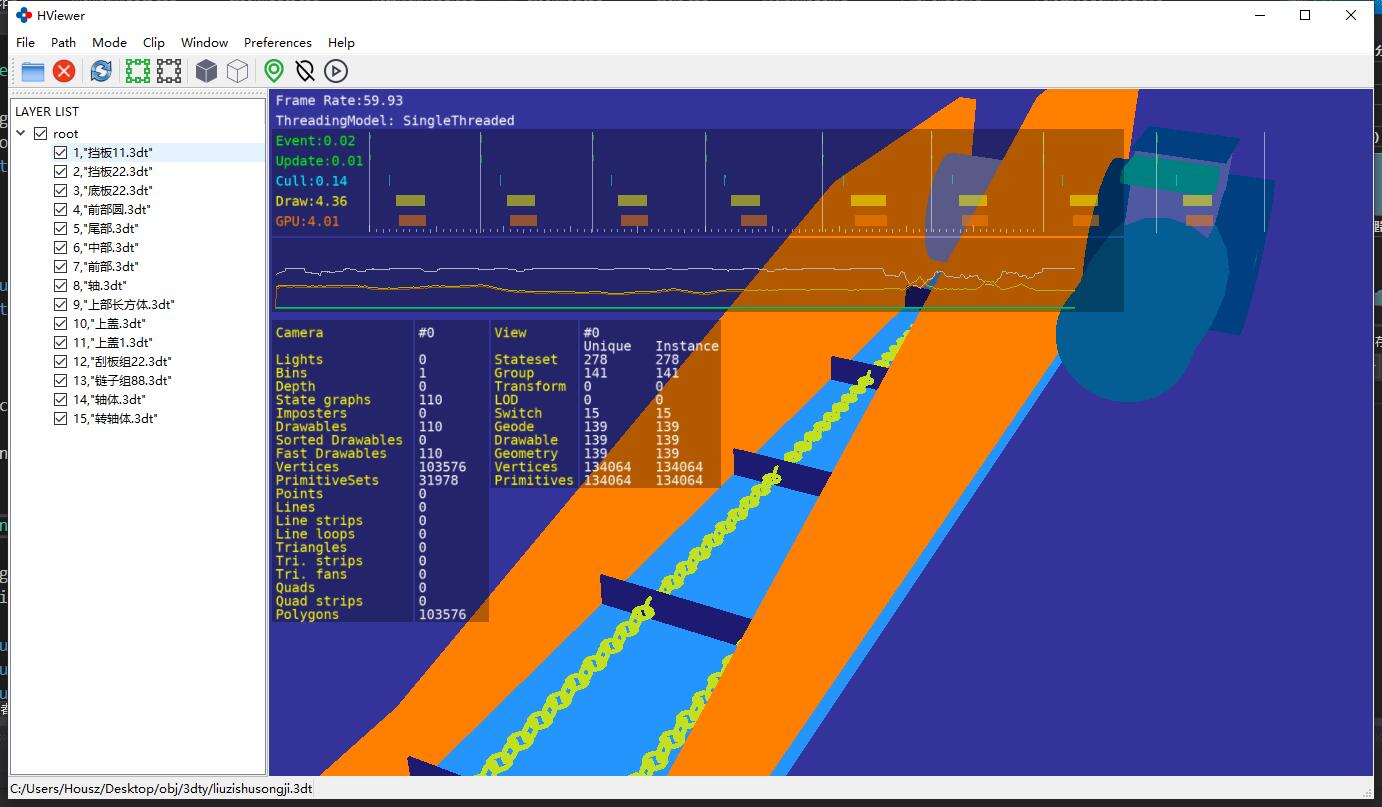 HViewer
File Path Mode Clip Window Preferences Help
LAYER LIST
root
1,"挡板11.3dt"
2,"挡板22.3dt"
3,"底板22.3dt"
4,"前部圆.3dt"
5,"尾部.3dt"
6,"中部.3dt"
7,"前部.3dt"
8,"轴.3dt"
9,"上部长方体.3dt"
10,"上盖.3dt"
11,"上盖1.3dt"
12,"刮板组22.3dt"
13,"链子组88.3dt"
14,"轴体.3dt"
15,"转轴体.3dt"
Frame Rate:59.93
ThreadingModel: SingleThreaded
Event:0.02
Update:0.01
Cull:0.14
Draw:4.36
GPU:4.01
Camera #0
Lights 0
Bins 1
Depth 0
State graphs 110
Imposters 0
Drawables 110
Sorted Drawables 0
Fast Drawables 110
Vertices 103576
PrimitiveSets 31978
Points 0
Lines 0
Line strips 0
Line loops 0
Triangles 0
Tri. strips 0
Tri. fans 0
Quads 0
Quad strips 0
Polygons 103576
View #0
Unique Instance
Stateset 278 278
Group 141 141
Transform 0 0
LOD 0 0
Switch 15 15
Geode 139 139
Drawable 139 139
Geometry 139 139
Vertices 134064 134064
Primitives 134064 134064
C:/Users/Housz/Desktop/obj/3dty/liuzishusongji.3dt